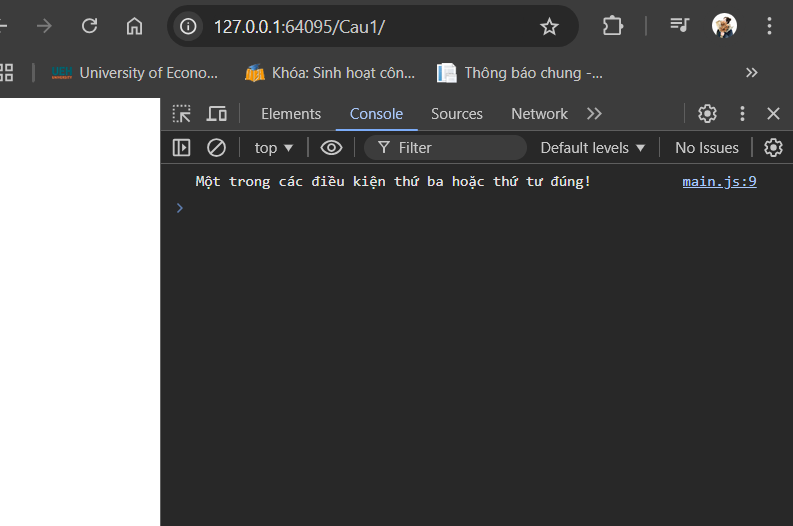 127.0.0.1:64095/Cau1/
University of Econo...
Khóa: Sinh hoạt côn...
Thông báo chung -...
Elements
Console
Sources
Network
top
Filter
Default levels
No Issues
Một trong các điều kiện thứ ba hoặc thứ tư đúng!
main.js:9